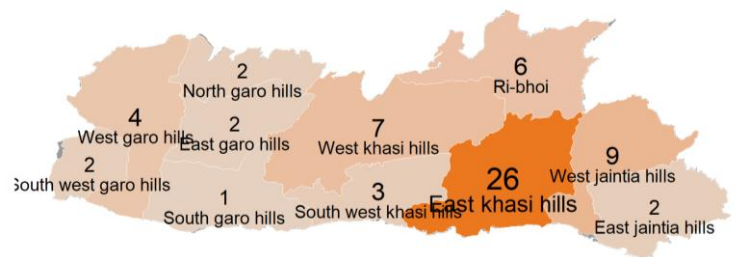 2
North garo hills
6
Ri-bhoi
4
West garo hills
2
East garo hills
7
West khasi hills
9
West jaintia hills
2
South west garo hills
1
South garo hills
3
South west khasi hills
26
East khasi hills
2
East jaintia hills